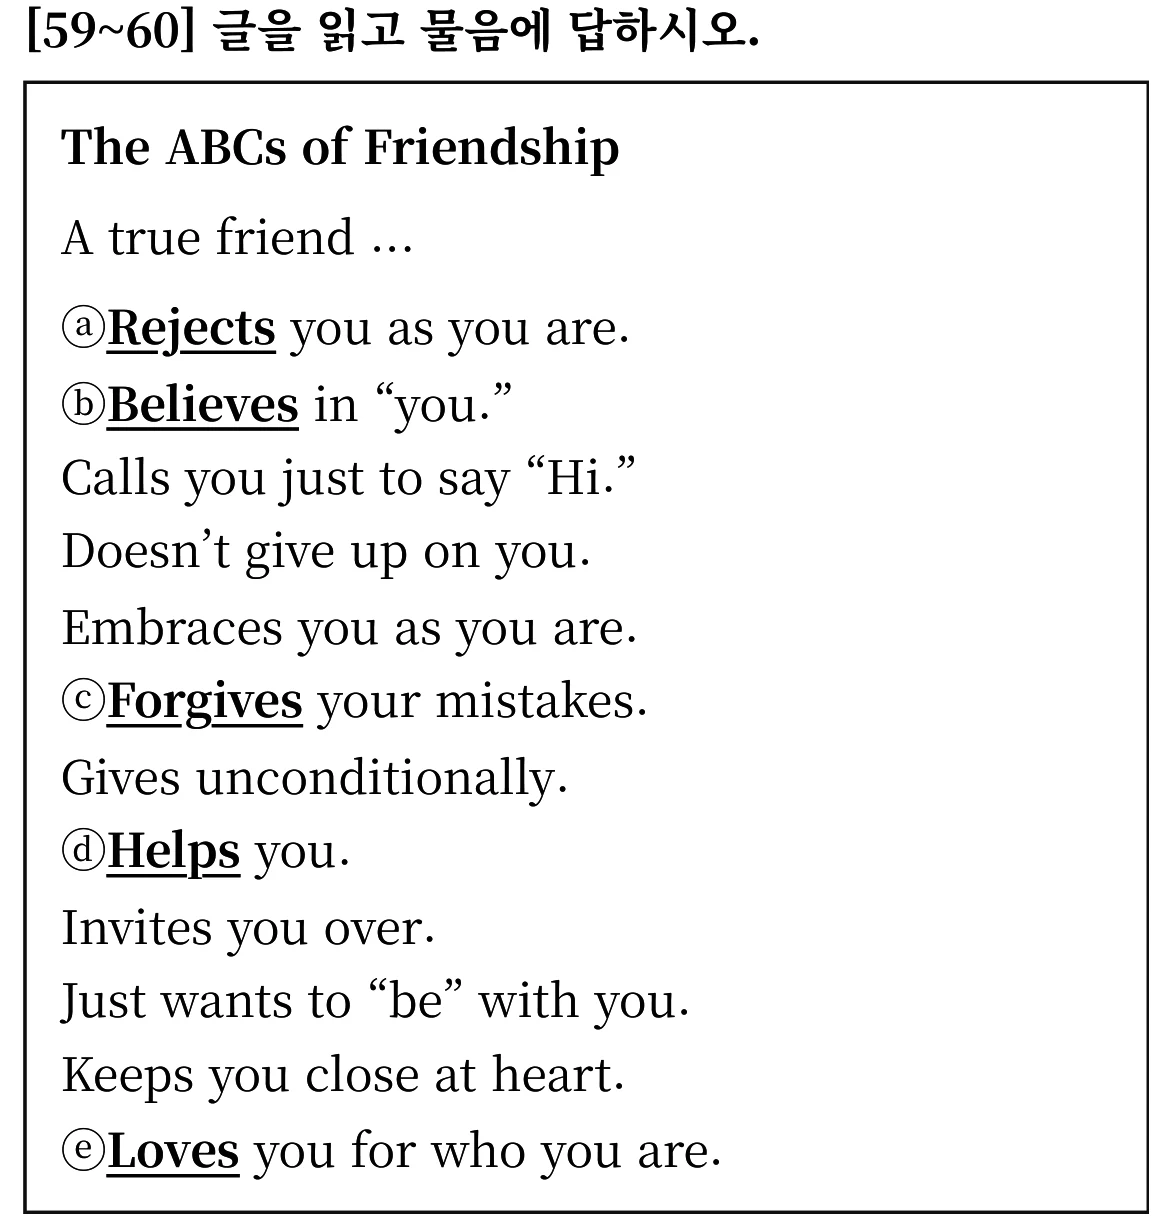 [59~60] 글을 읽고 물음에 답하시오.
The ABCs of Friendship
A true friend ...
ⓐRejects you as you are.
ⓑBelieves in “you.”
Calls you just to say “Hi.”
Doesn’t give up on you.
Embraces you as you are.
ⓒForgives your mistakes.
Gives unconditionally.
ⓓHelps you.
Invites you over.
Just wants to “be” with you.
Keeps you close at heart.
ⓔLoves you for who you are.